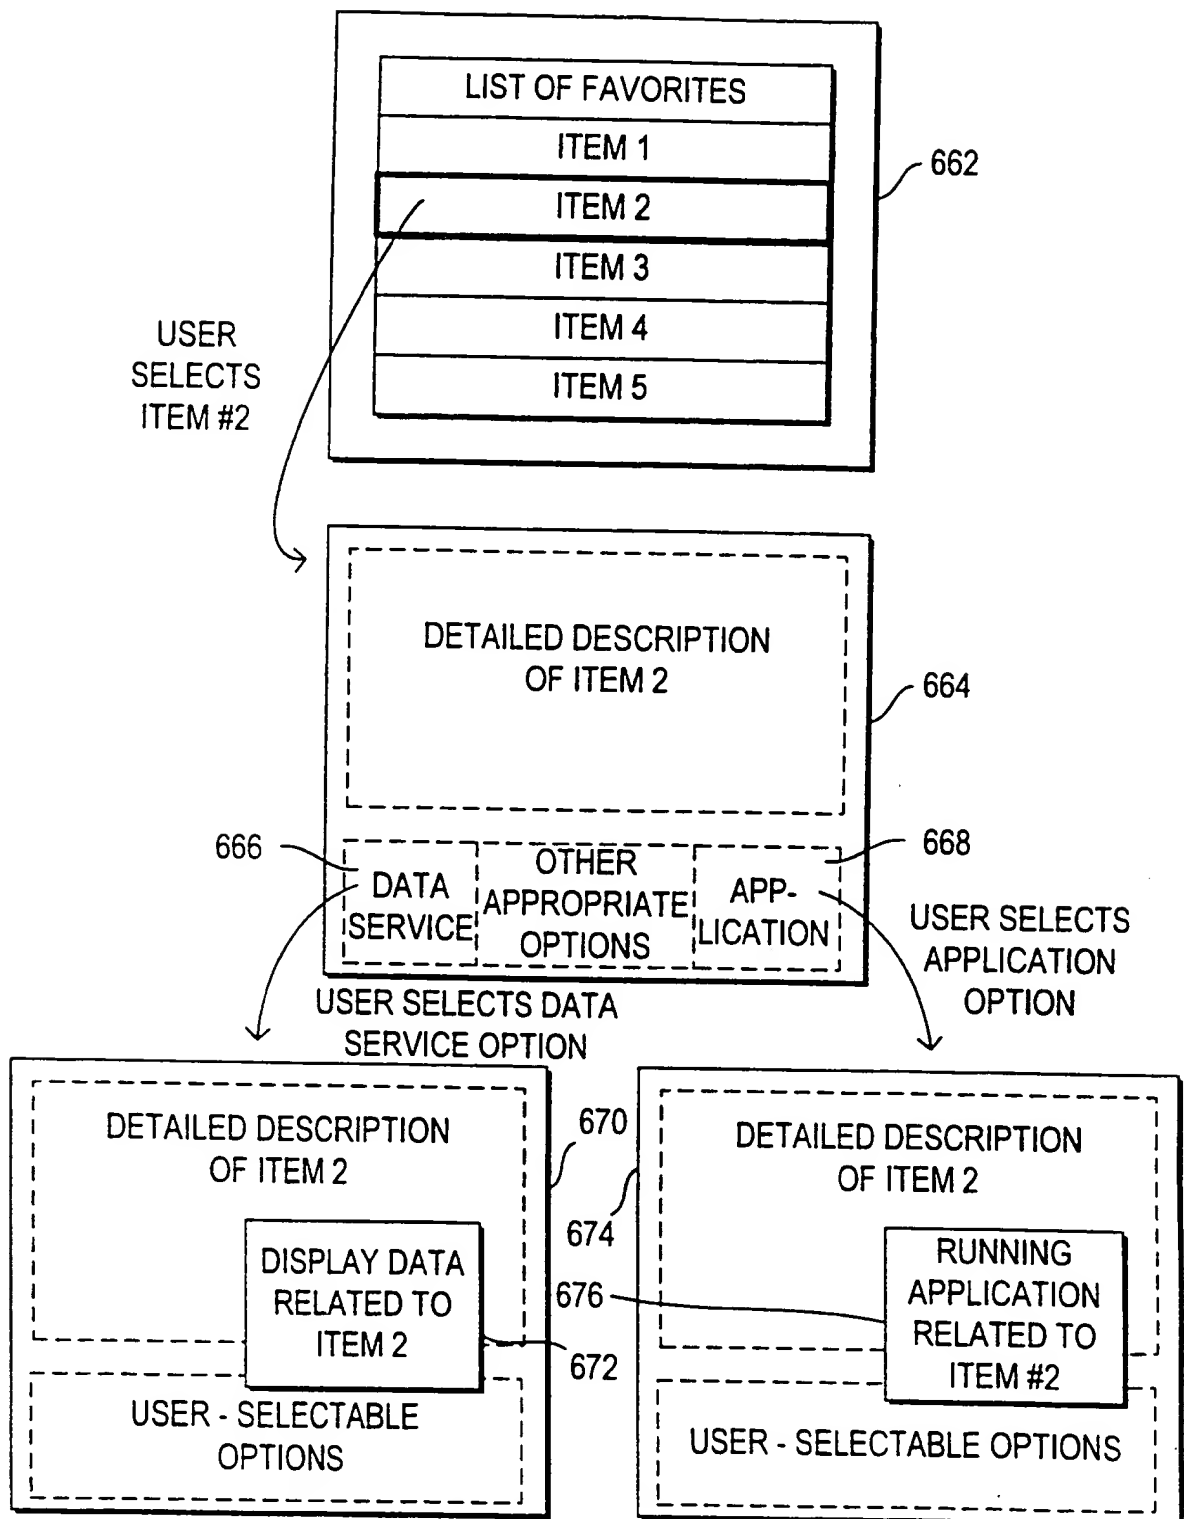 LIST OF FAVORITES
ITEM 1
662
ITEM 2
ITEM 3
ITEM 4
ITEM 5
USER
SELECTS
ITEM #2
DETAILED DESCRIPTION
OF ITEM 2
664
666
DATA
SERVICE
OTHER
APPROPRIATE
OPTIONS
668
APP-
LICATION
USER SELECTS
APPLICATION
OPTION
USER SELECTS DATA
SERVICE OPTION
DETAILED DESCRIPTION
OF ITEM 2
670
DISPLAY DATA
RELATED TO
ITEM 2
672
USER - SELECTABLE
OPTIONS
674
DETAILED DESCRIPTION
OF ITEM 2
676
RUNNING
APPLICATION
RELATED TO
ITEM #2
USER - SELECTABLE OPTIONS